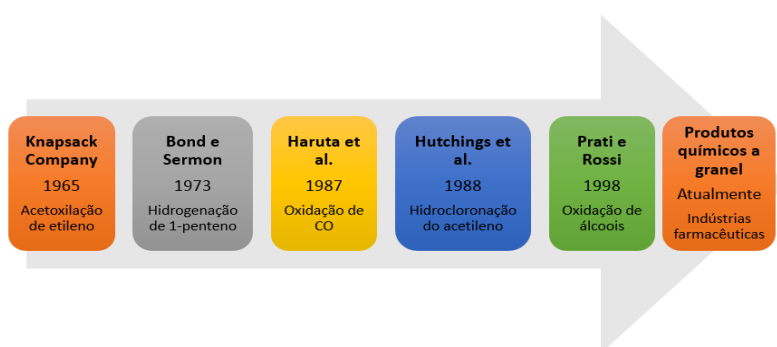 Knapsack
Company
1965
Acetoxilação
de etileno
Bond e
Sermon
1973
Hidrogenação
de 1-penteno
Haruta et
al.
1987
Oxidação de
CO
Hutchings et
al.
1988
Hidrocloronação
do acetileno
Prati e
Rossi
1998
Oxidação de
álcoois
Produtos
químicos a
granel
Atualmente
Indústrias
farmacêuticas